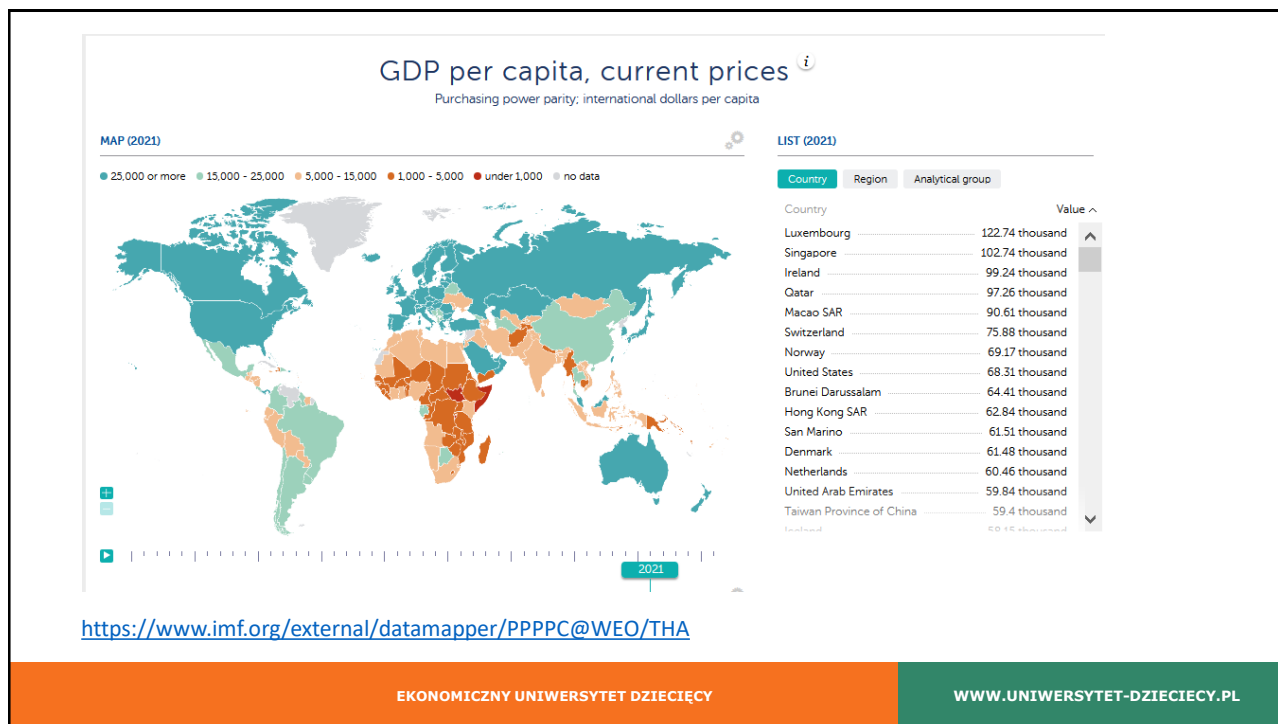 GDP per capita, current prices i
Purchasing power parity; international dollars per capita
MAP (2021)
25,000 or more 15,000 - 25,000 5,000 - 15,000 1,000 - 5,000 under 1,000 no data
2021
LIST (2021)
Country Region Analytical group
Country Value
Luxembourg 122.74 thousand
Singapore 102.74 thousand
Ireland 99.24 thousand
Qatar 97.26 thousand
Macao SAR 90.61 thousand
Switzerland 75.88 thousand
Norway 69.17 thousand
United States 68.31 thousand
Brunei Darussalam 64.41 thousand
Hong Kong SAR 62.84 thousand
San Marino 61.51 thousand
Denmark 61.48 thousand
Netherlands 60.46 thousand
United Arab Emirates 59.84 thousand
Taiwan Province of China 59.4 thousand
Iceland 58.15 thousand
https://www.imf.org/external/datamapper/PPPPC@WEO/THA
EKONOMICZNY UNIWERSYTET DZIECIĘCY
WWW.UNIWERSYTET-DZIECIECY.PL